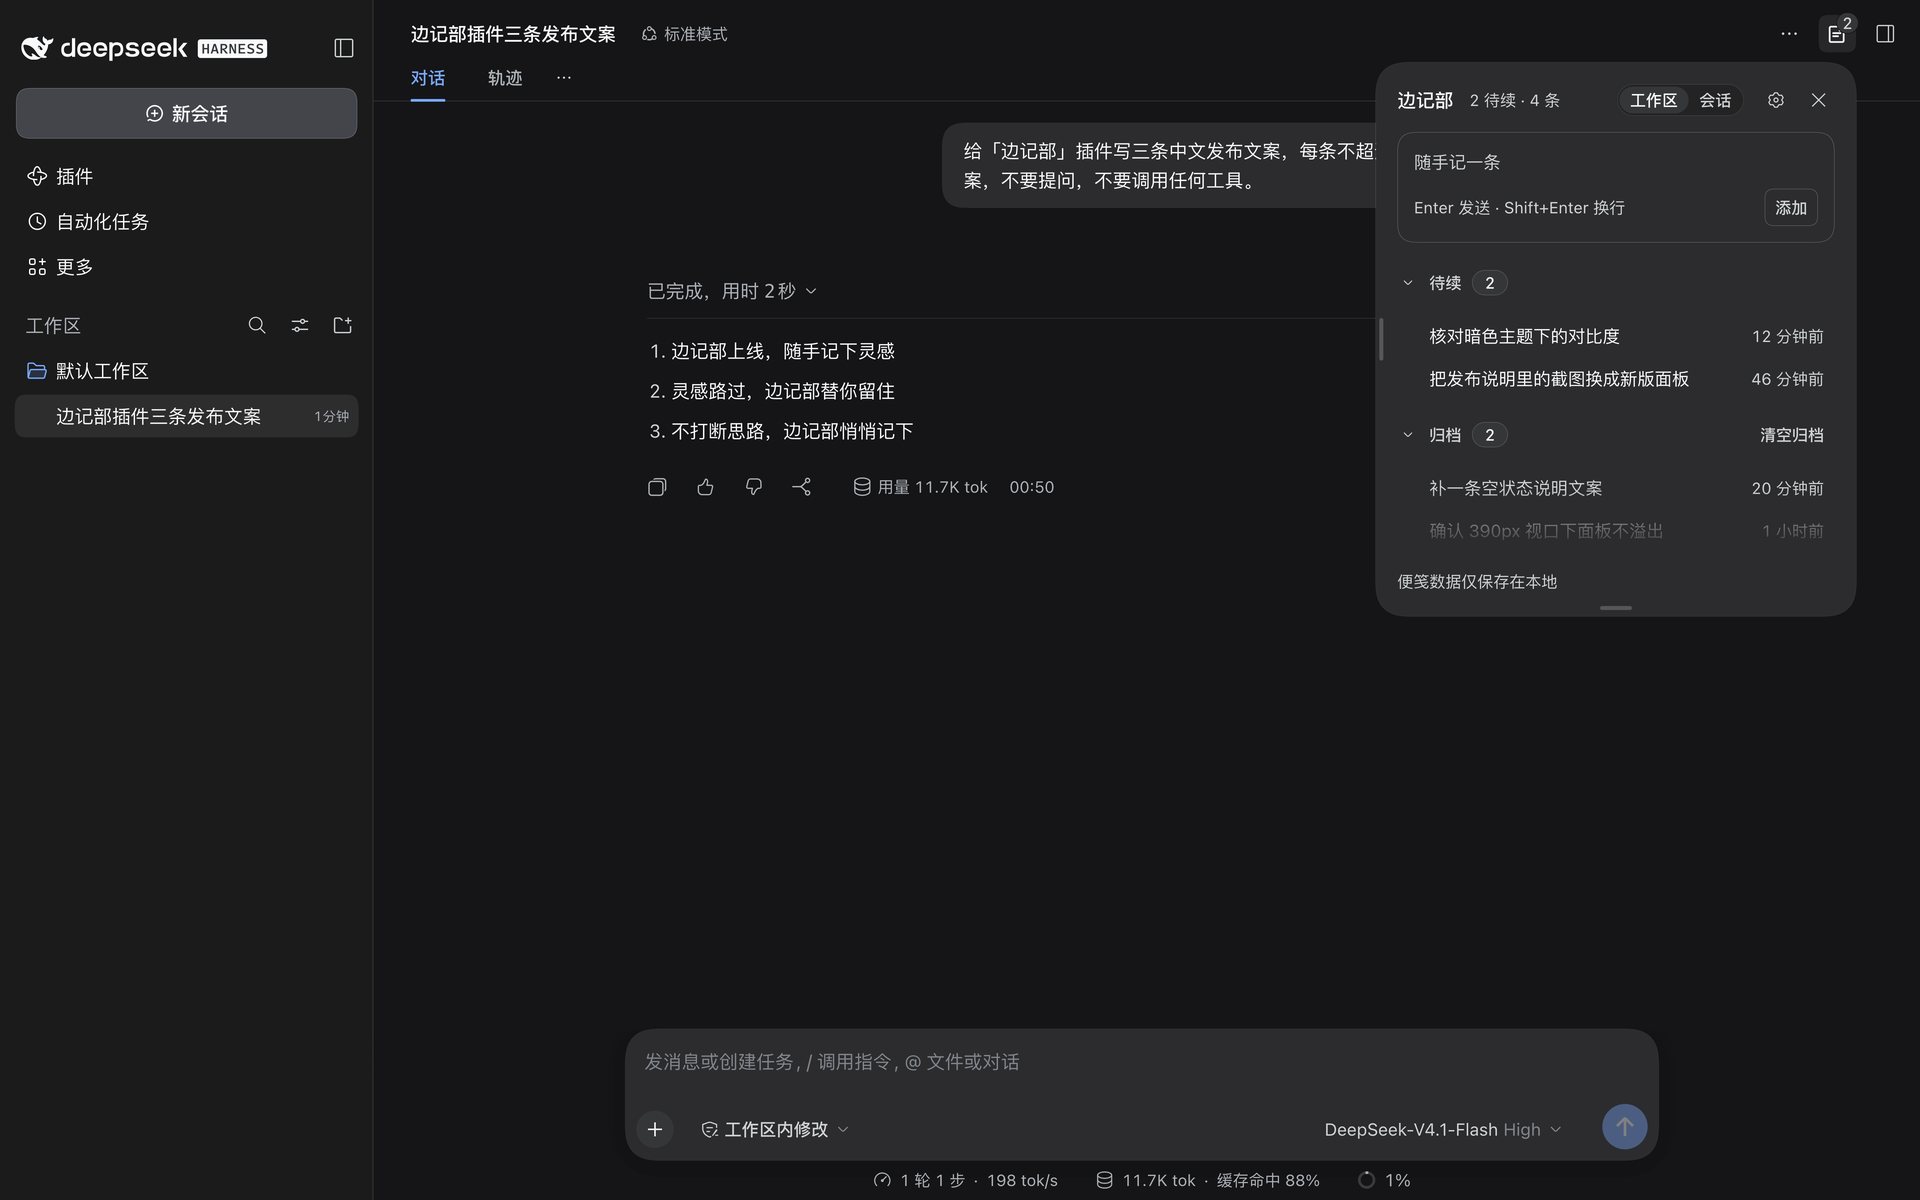 deepseek HARNESS
新会话
插件
自动化任务
更多
工作区
默认工作区
边记部插件三条发布文案 1分钟
边记部插件三条发布文案 标准模式
对话 轨迹 ···
给「边记部」插件写三条中文发布文案，每条不超
案，不要提问，不要调用任何工具。
已完成，用时 2 秒
1. 边记部上线，随手记下灵感
2. 灵感路过，边记部替你留住
3. 不打断思路，边记部悄悄记下
用量 11.7K tok 00:50
2
边记部 2 待续 · 4 条 工作区 会话
随手记一条
Enter 发送 · Shift+Enter 换行 添加
待续 2
核对暗色主题下的对比度 12 分钟前
把发布说明里的截图换成新版面板 46 分钟前
归档 2 清空归档
补一条空状态说明文案 20 分钟前
确认 390px 视口下面板不溢出 1 小时前
便笺数据仅保存在本地
发消息或创建任务, / 调用指令, @ 文件或对话
工作区内修改 DeepSeek-V4.1-Flash High
1 轮 1 步 · 198 tok/s 11.7K tok · 缓存命中 88% 1%